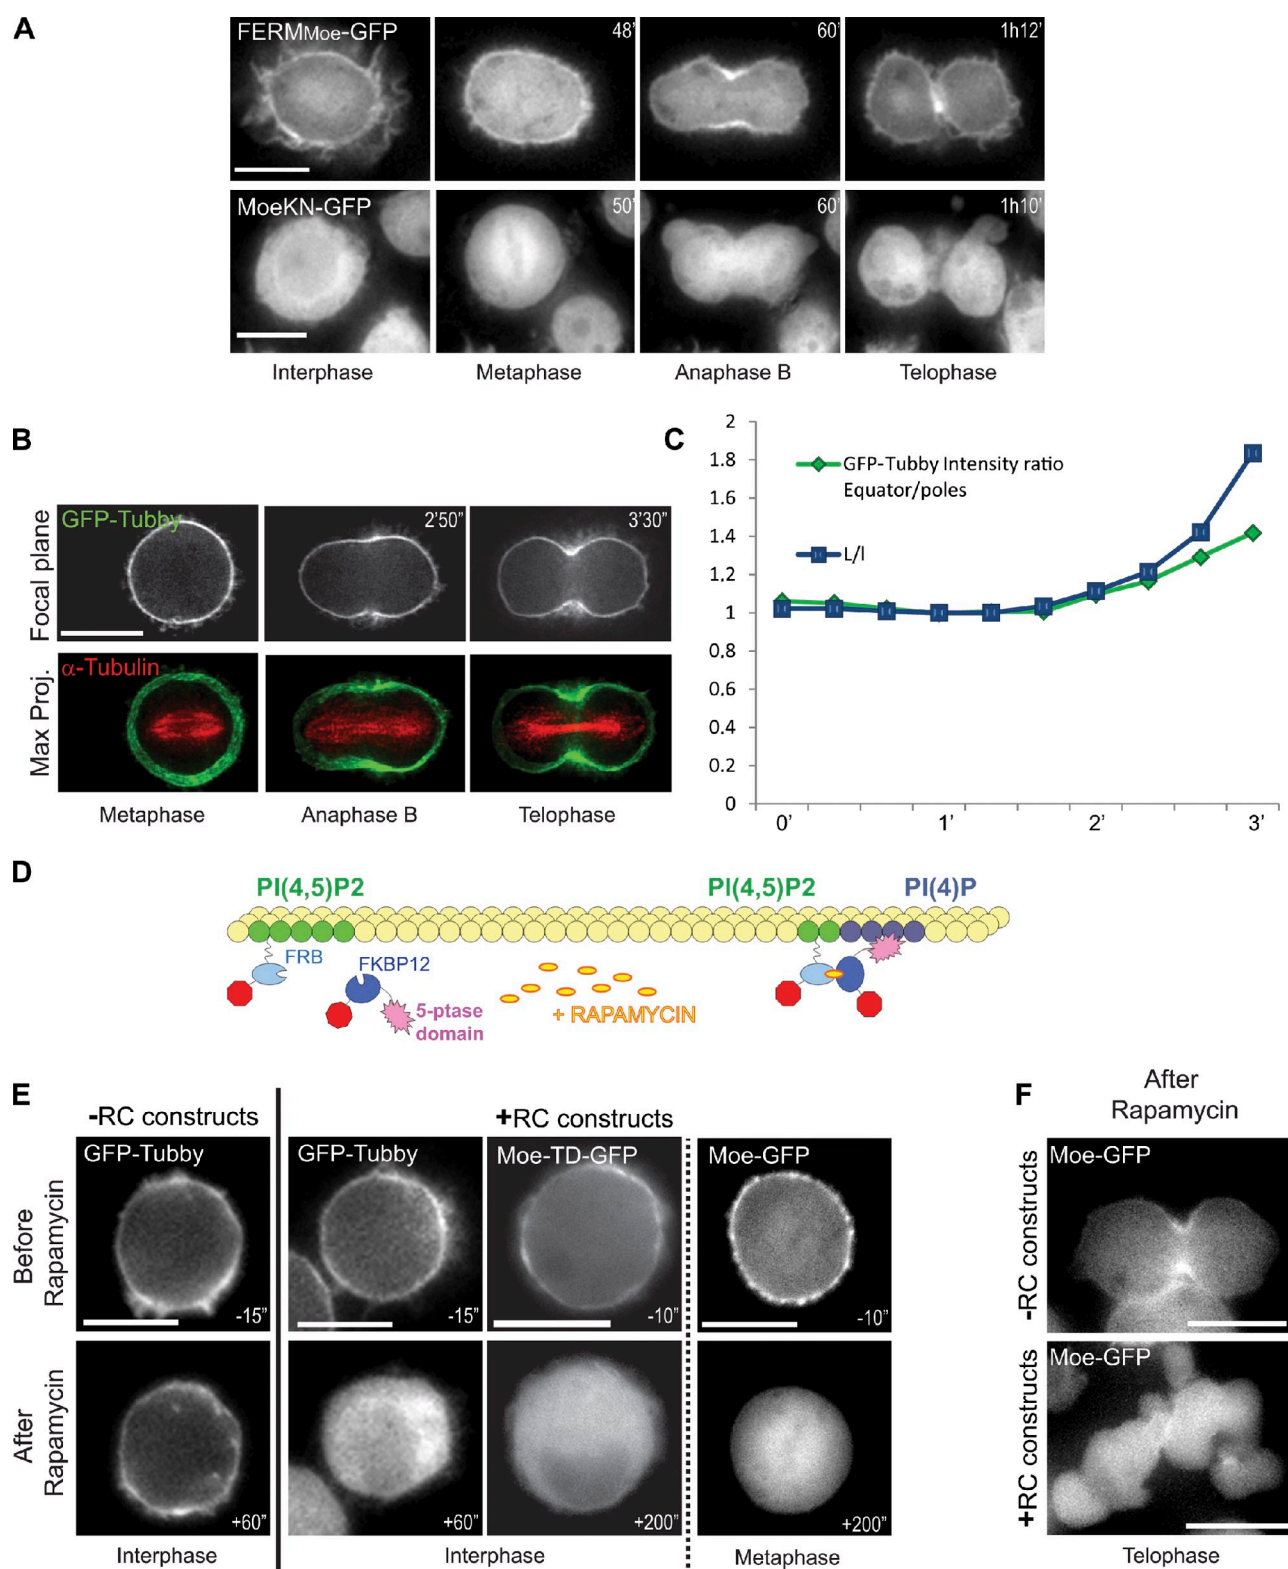 A
FERMMoe-GFP
48'
60'
1h12'
MoeKN-GFP
50'
60'
1h10'
Interphase
Metaphase
Anaphase B
Telophase
B
Focal plane
GFP-Tubby
2'50"
3'30"
Max Proj.
α-Tubulin
Metaphase
Anaphase B
Telophase
C
2
1.8
1.6
1.4
1.2
1
0.8
0.6
0.4
0.2
0
GFP-Tubby Intensity ratio
Equator/poles
L/l
0'
1'
2'
3'
D
PI(4,5)P2
PI(4,5)P2
PI(4)P
FRB
FKBP12
5-ptase
domain
+ RAPAMYCIN
E
-RC constructs
+RC constructs
Before
Rapamycin
GFP-Tubby
-15"
GFP-Tubby
-15"
Moe-TD-GFP
-10"
Moe-GFP
-10"
After
Rapamycin
+60"
+60"
+200"
+200"
Interphase
Interphase
Metaphase
F
After
Rapamycin
-RC constructs
Moe-GFP
+RC constructs
Moe-GFP
Telophase